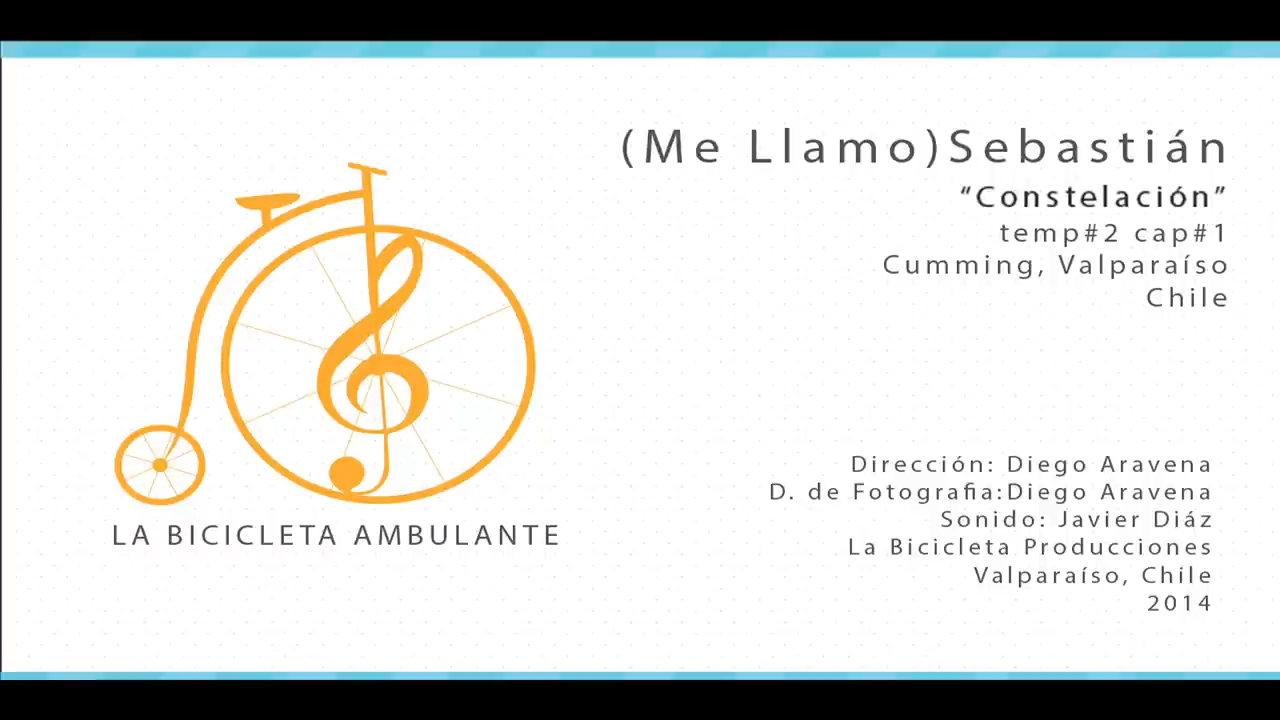 (Me Llamo)Sebastián
“Constelación”
temp#2 cap#1
Cumming, Valparaíso
Chile
LA BICICLETA AMBULANTE
Dirección: Diego Aravena
D. de Fotografia:Diego Aravena
Sonido: Javier Diáz
La Bicicleta Producciones
Valparaíso, Chile
2014